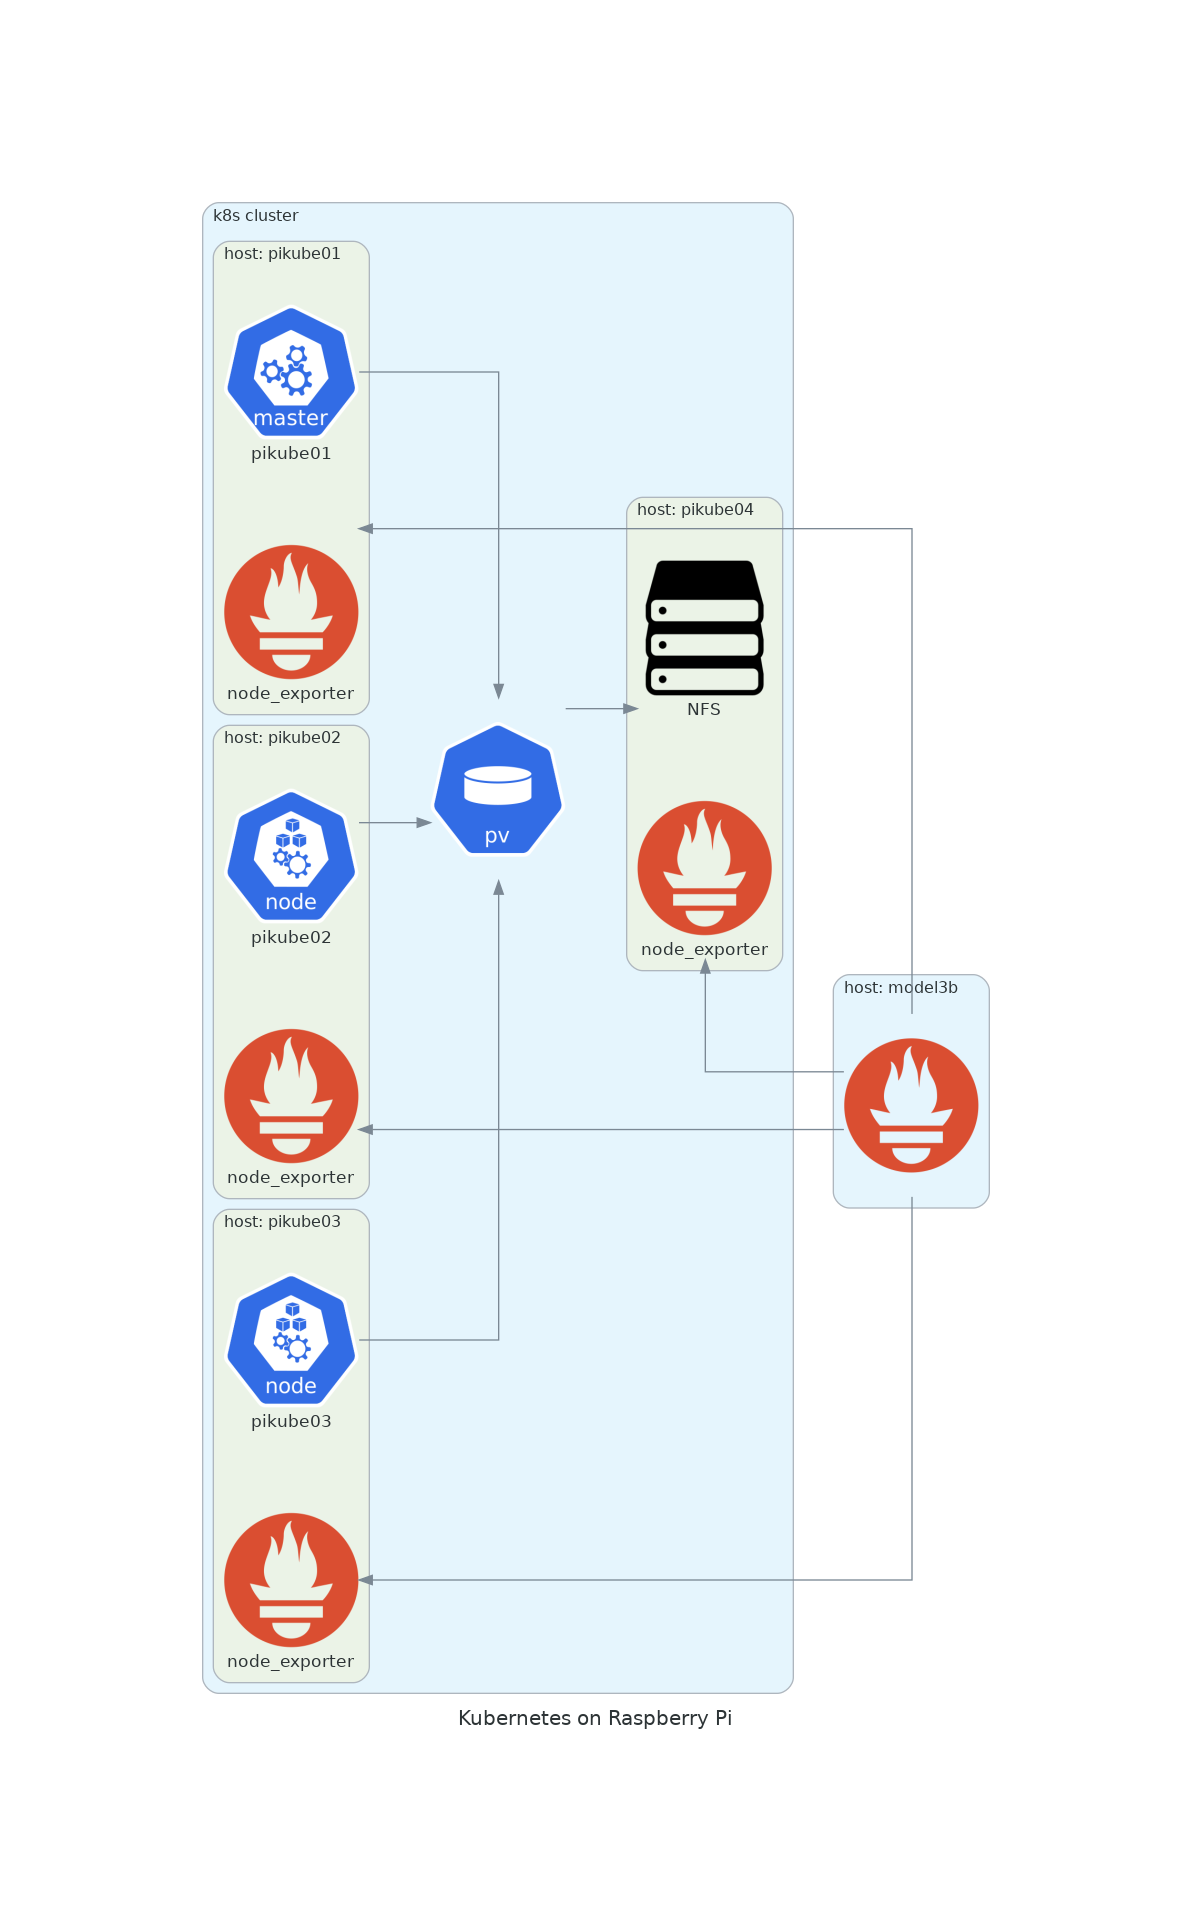 k8s cluster
host: pikube01
master
pikube01
node_exporter
host: pikube02
node
pikube02
node_exporter
host: pikube03
node
pikube03
node_exporter
pv
host: pikube04
NFS
node_exporter
host: model3b
Kubernetes on Raspberry Pi